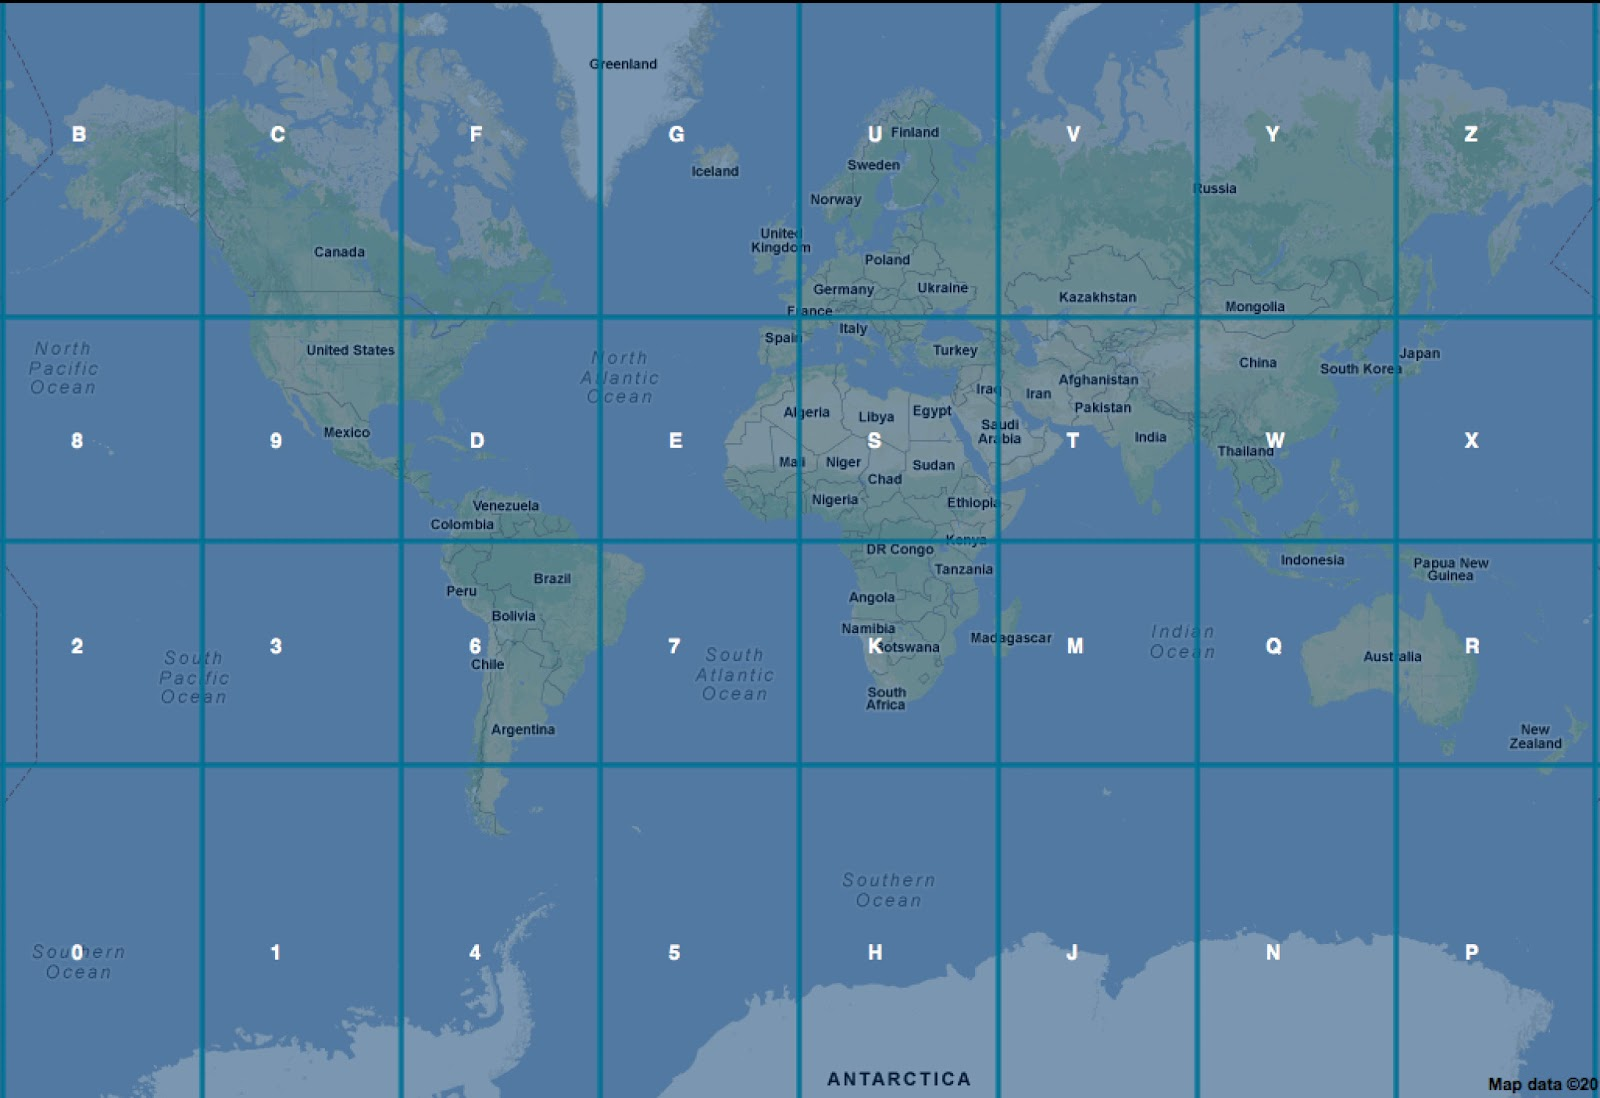 Greenland
B
C
F
G
U
Finland
V
Y
Z
Iceland
Sweden
Russia
Norway
United
Kingdom
Canada
Poland
Germany
Ukraine
Kazakhstan
Mongolia
France
Italy
Spain
North
Pacific
Ocean
United States
North
Atlantic
Ocean
Turkey
China
Japan
South Korea
Afghanistan
Iraq
Iran
Pakistan
Algeria
Libya
Egypt
Saudi
Arabia
Mexico
India
8
9
D
E
S
T
W
X
Thailand
Mali
Niger
Sudan
Chad
Nigeria
Ethiopia
Venezuela
Colombia
Kenya
DR Congo
Indonesia
Papua New
Guinea
Tanzania
Brazil
Peru
Angola
Bolivia
Namibia
Botswana
Madagascar
Indian
Ocean
2
3
6
7
K
M
Q
R
South
Pacific
Ocean
Chile
South
Atlantic
Ocean
Australia
South
Africa
Argentina
New
Zealand
Southern
Ocean
Southern
Ocean
0
1
4
5
H
J
N
P
ANTARCTICA
Map data ©20